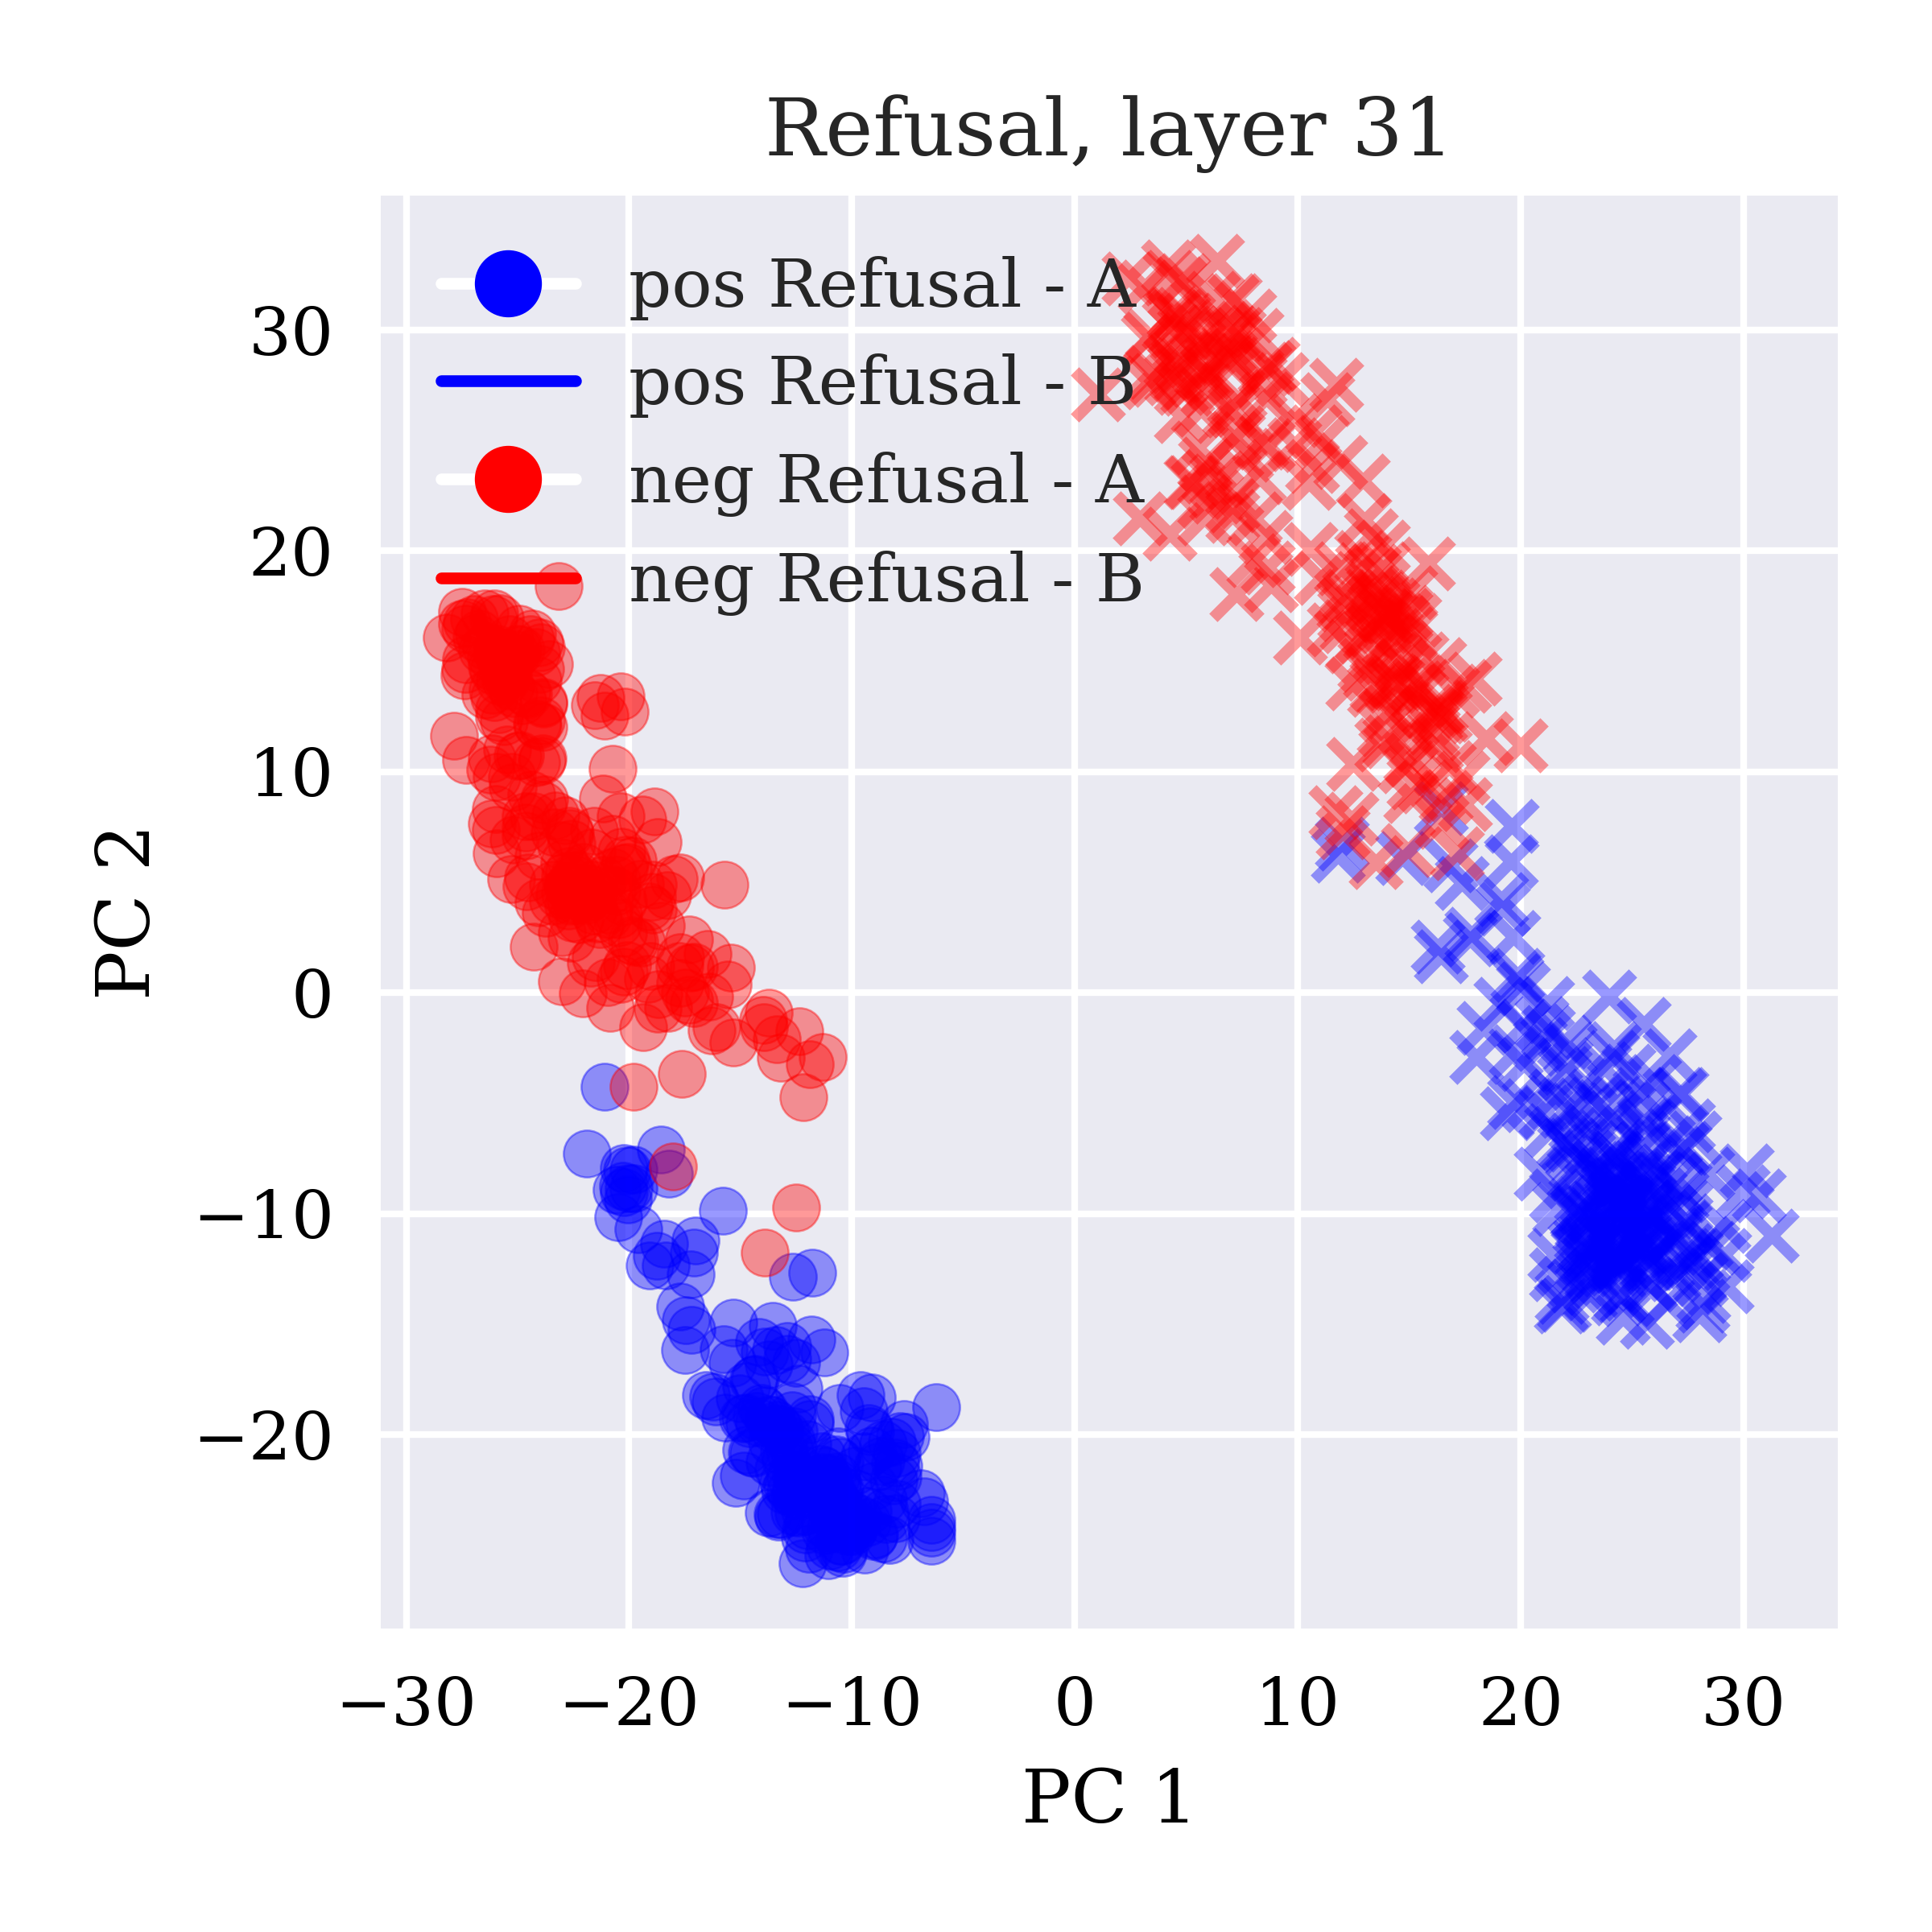 Refusal, layer 31
pos Refusal - A
pos Refusal - B
neg Refusal - A
neg Refusal - B
30
20
10
0
−10
−20
PC 2
−30 −20 −10 0 10 20 30
PC 1